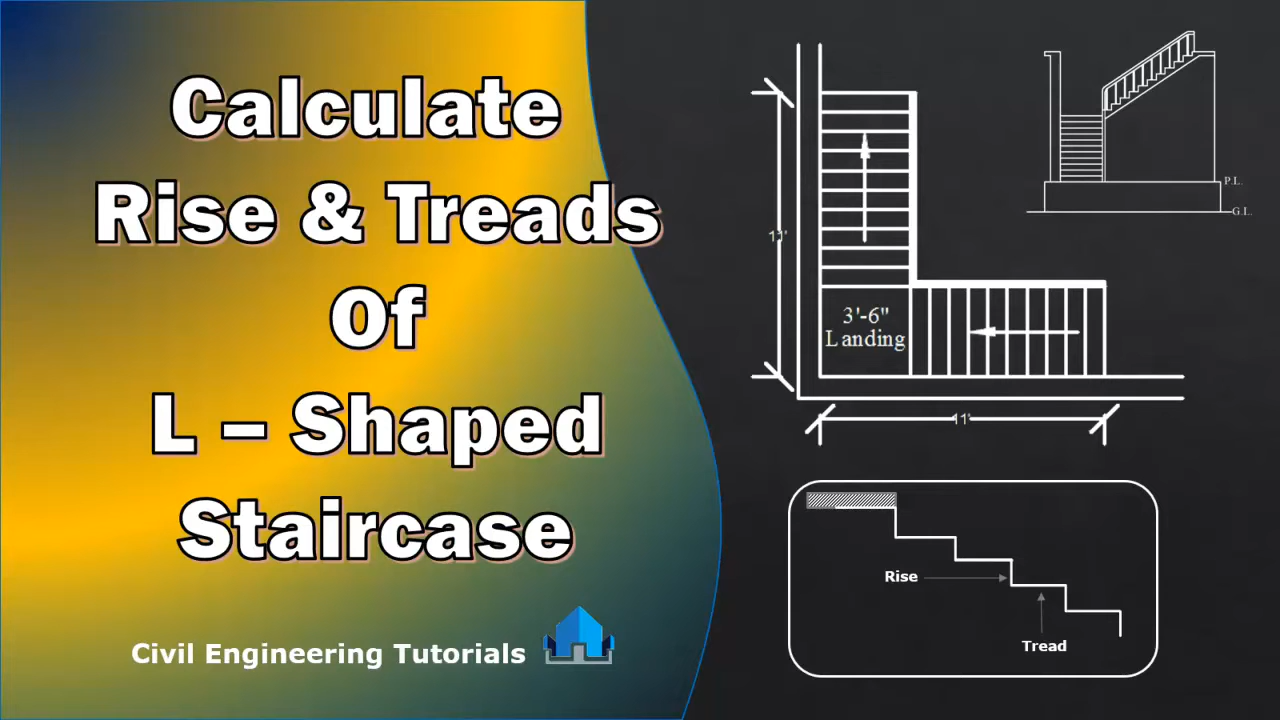 Calculate
Rise & Treads
Of
L – Shaped
Staircase
Civil Engineering Tutorials
11'
3'-6"
Landing
11'
P.L.
G.L.
Rise
Tread